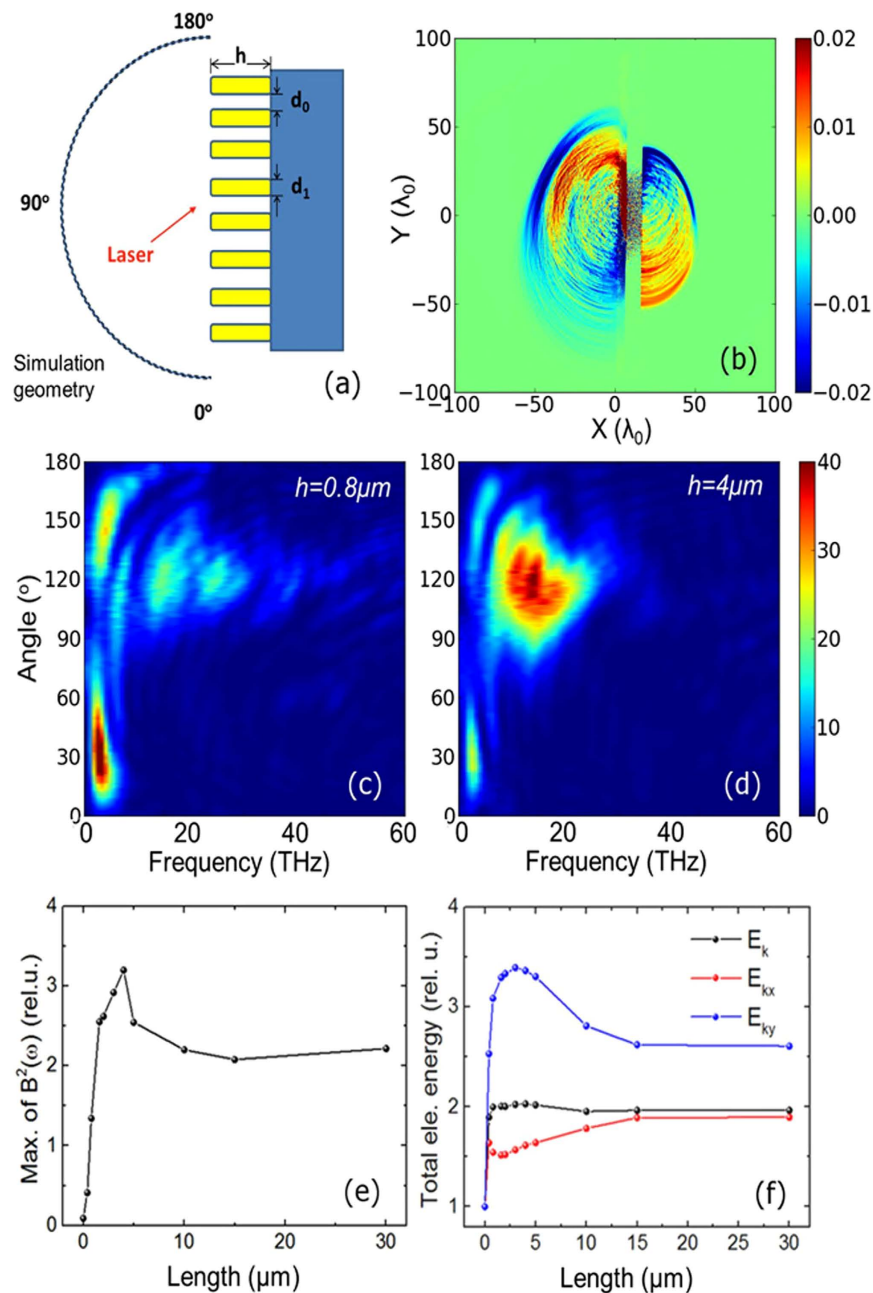 180°
h
d₀
90°
d₁
Laser
Simulation
geometry
0°
(a)
100
50
0
−50
−100
Y (λ₀)
−100
−50
0
50
100
X (λ₀)
(b)
0.02
0.01
0.00
−0.01
−0.02
180
150
120
90
60
30
0
Angle (°)
h=0.8μm
(c)
0
20
40
60
Frequency (THz)
h=4μm
(d)
0
20
40
60
Frequency (THz)
40
30
20
10
0
4
3
2
1
0
Max. of B²(ω) (rel.u.)
(e)
0
10
20
30
Length (μm)
4
3
2
1
Total ele. energy (rel. u.)
Eₖ
Eₖₓ
E_ky
(f)
0
5
10
15
20
25
30
Length (μm)